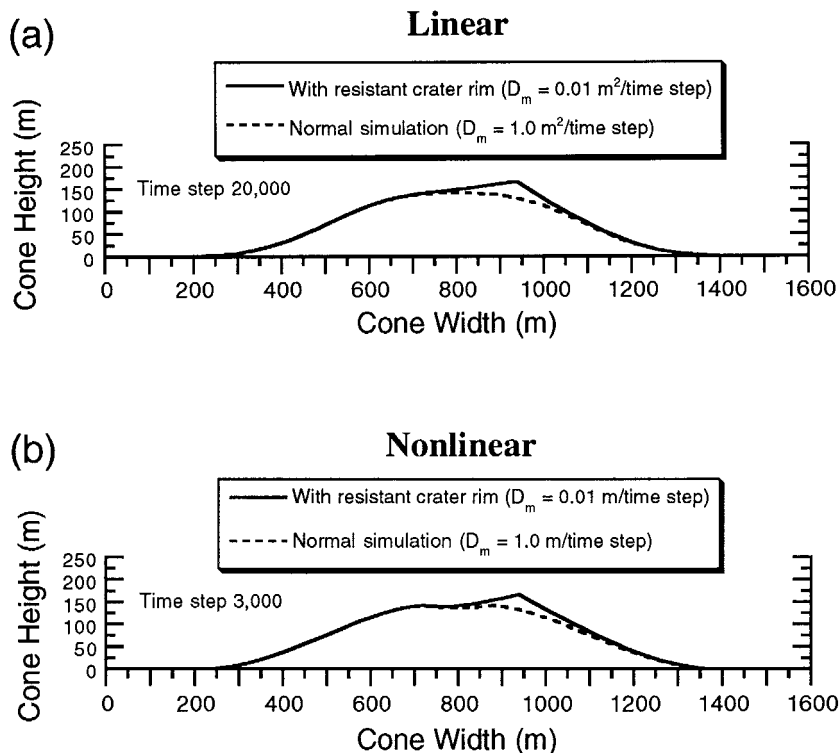 (a)
Linear
With resistant crater rim (Dm = 0.01 m²/time step)
Normal simulation (Dm = 1.0 m²/time step)
Cone Height (m)
250
200
150
100
50
0
Time step 20,000
0 200 400 600 800 1000 1200 1400 1600
Cone Width (m)
(b)
Nonlinear
With resistant crater rim (Dm = 0.01 m/time step)
Normal simulation (Dm = 1.0 m/time step)
Cone Height (m)
250
200
150
100
50
0
Time step 3,000
0 200 400 600 800 1000 1200 1400 1600
Cone Width (m)